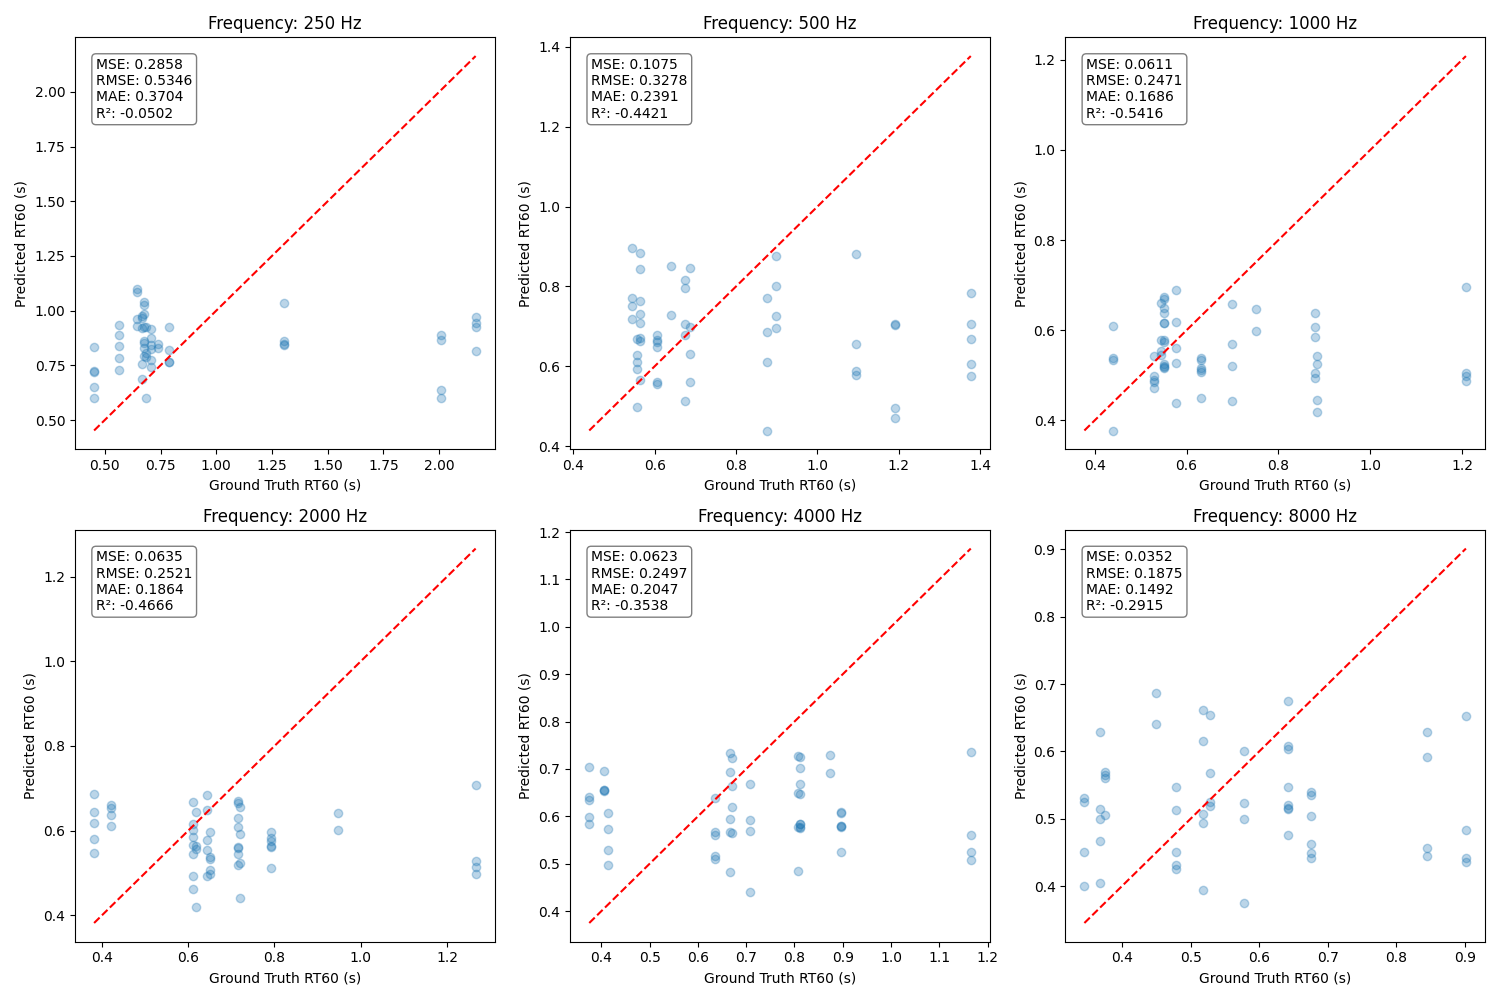 Frequency: 250 Hz
MSE: 0.2858
RMSE: 0.5346
MAE: 0.3704
R²: -0.0502
2.00
1.75
1.50
1.25
1.00
0.75
0.50
Predicted RT60 (s)
0.50 0.75 1.00 1.25 1.50 1.75 2.00
Ground Truth RT60 (s)
Frequency: 500 Hz
MSE: 0.1075
RMSE: 0.3278
MAE: 0.2391
R²: -0.4421
1.4
1.2
1.0
0.8
0.6
0.4
Predicted RT60 (s)
0.4 0.6 0.8 1.0 1.2 1.4
Ground Truth RT60 (s)
Frequency: 1000 Hz
MSE: 0.0611
RMSE: 0.2471
MAE: 0.1686
R²: -0.5416
1.2
1.0
0.8
0.6
0.4
Predicted RT60 (s)
0.4 0.6 0.8 1.0 1.2
Ground Truth RT60 (s)
Frequency: 2000 Hz
MSE: 0.0635
RMSE: 0.2521
MAE: 0.1864
R²: -0.4666
1.2
1.0
0.8
0.6
0.4
Predicted RT60 (s)
0.4 0.6 0.8 1.0 1.2
Ground Truth RT60 (s)
Frequency: 4000 Hz
MSE: 0.0623
RMSE: 0.2497
MAE: 0.2047
R²: -0.3538
1.2
1.1
1.0
0.9
0.8
0.7
0.6
0.5
0.4
Predicted RT60 (s)
0.4 0.5 0.6 0.7 0.8 0.9 1.0 1.1 1.2
Ground Truth RT60 (s)
Frequency: 8000 Hz
MSE: 0.0352
RMSE: 0.1875
MAE: 0.1492
R²: -0.2915
0.9
0.8
0.7
0.6
0.5
0.4
Predicted RT60 (s)
0.4 0.5 0.6 0.7 0.8 0.9
Ground Truth RT60 (s)